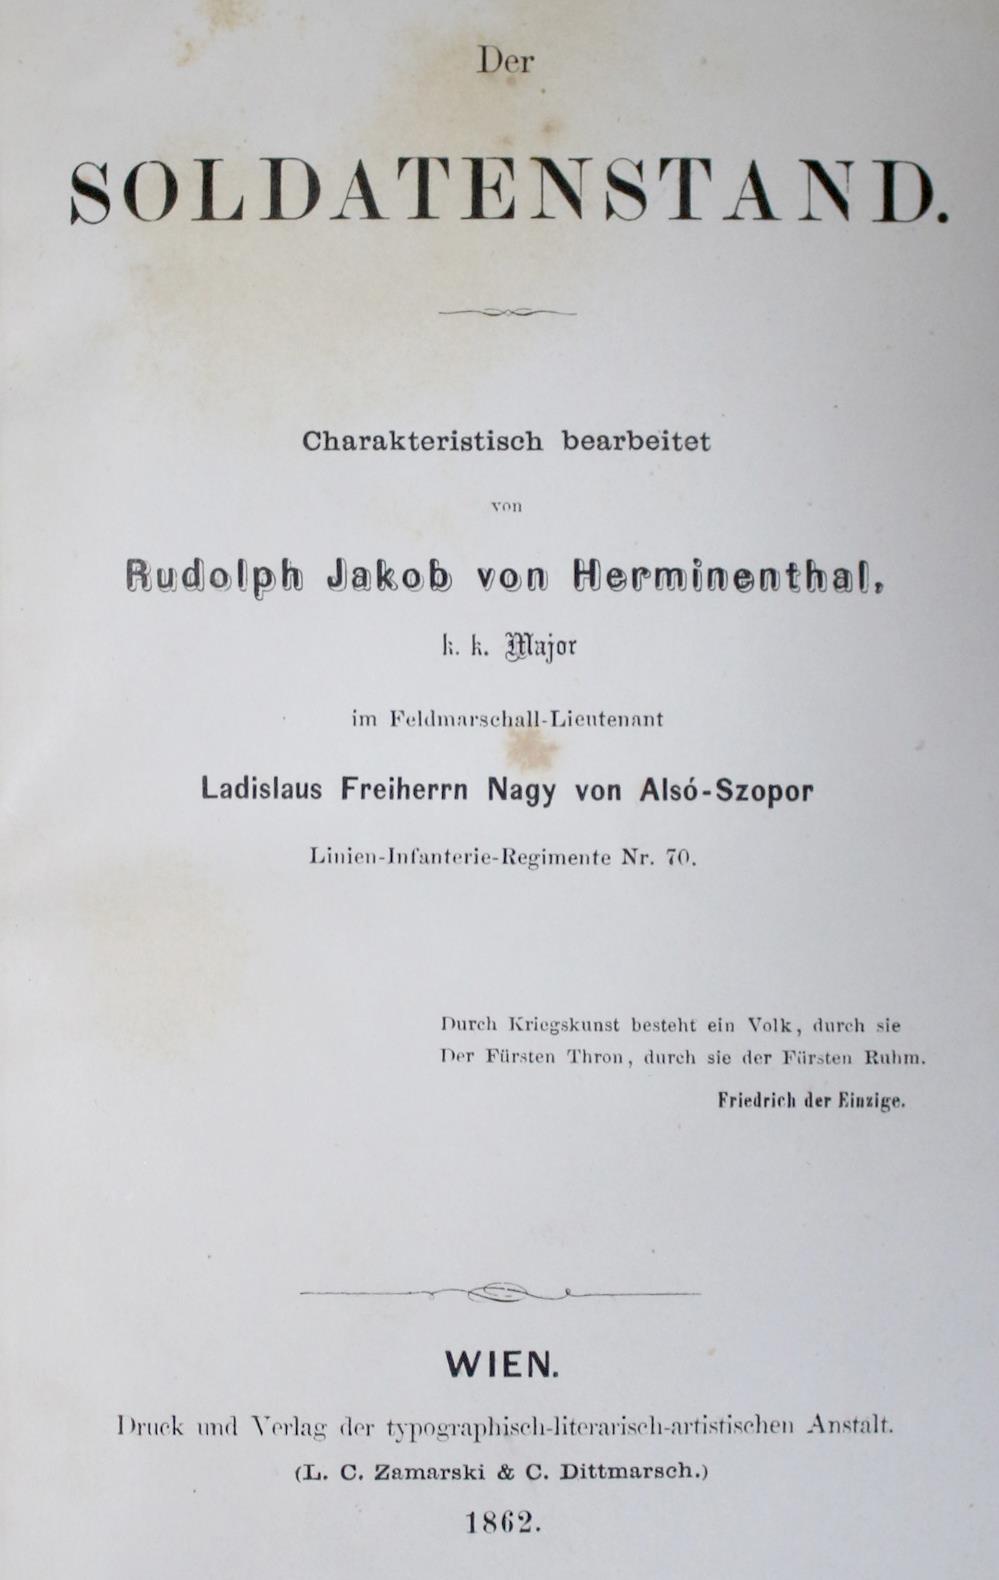 Der
SOLDATENSTAND.
Charakteristisch bearbeitet
von
Rudolph Jakob von Herminenthal,
k. k. Major
im Feldmarschall-Lieutenant
Ladislaus Freiherrn Nagy von Alsó-Szopor
Linien-Infanterie-Regimente Nr. 70.
Durch Kriegskunst besteht ein Volk, durch sie
Der Fürsten Thron, durch sie der Fürsten Ruhm.
Friedrich der Einzige.
WIEN.
Druck und Verlag der typographisch-literarisch-artistischen Anstalt.
(L. C. Zamarski & C. Dittmarsch.)
1862.